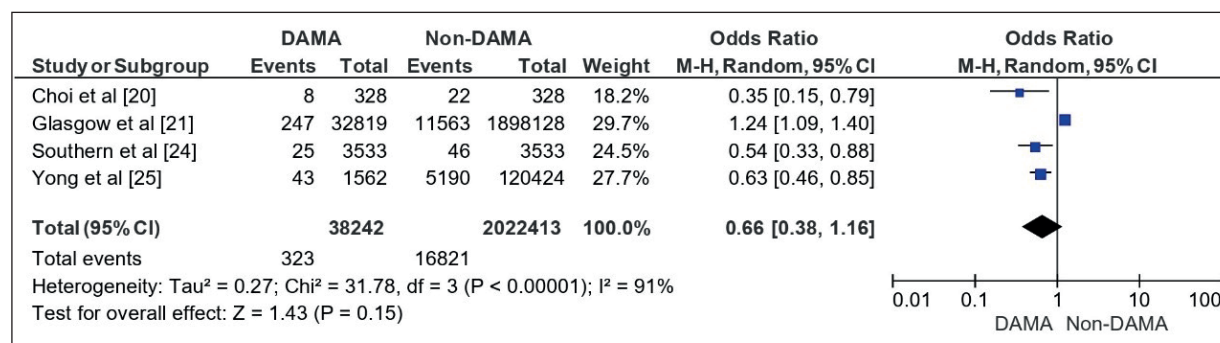 DAMA Non-DAMA Odds Ratio Odds Ratio
Study or Subgroup Events Total Events Total Weight M-H, Random, 95% CI M-H, Random, 95% CI
Choi et al [20] 8 328 22 328 18.2% 0.35 [0.15, 0.79]
Glasgow et al [21] 247 32819 11563 1898128 29.7% 1.24 [1.09, 1.40]
Southern et al [24] 25 3533 46 3533 24.5% 0.54 [0.33, 0.88]
Yong et al [25] 43 1562 5190 120424 27.7% 0.63 [0.46, 0.85]
Total (95% CI) 38242 2022413 100.0% 0.66 [0.38, 1.16]
Total events 323 16821
Heterogeneity: Tau² = 0.27; Chi² = 31.78, df = 3 (P < 0.00001); I² = 91%
Test for overall effect: Z = 1.43 (P = 0.15)
0.01 0.1 1 10 100
DAMA Non-DAMA